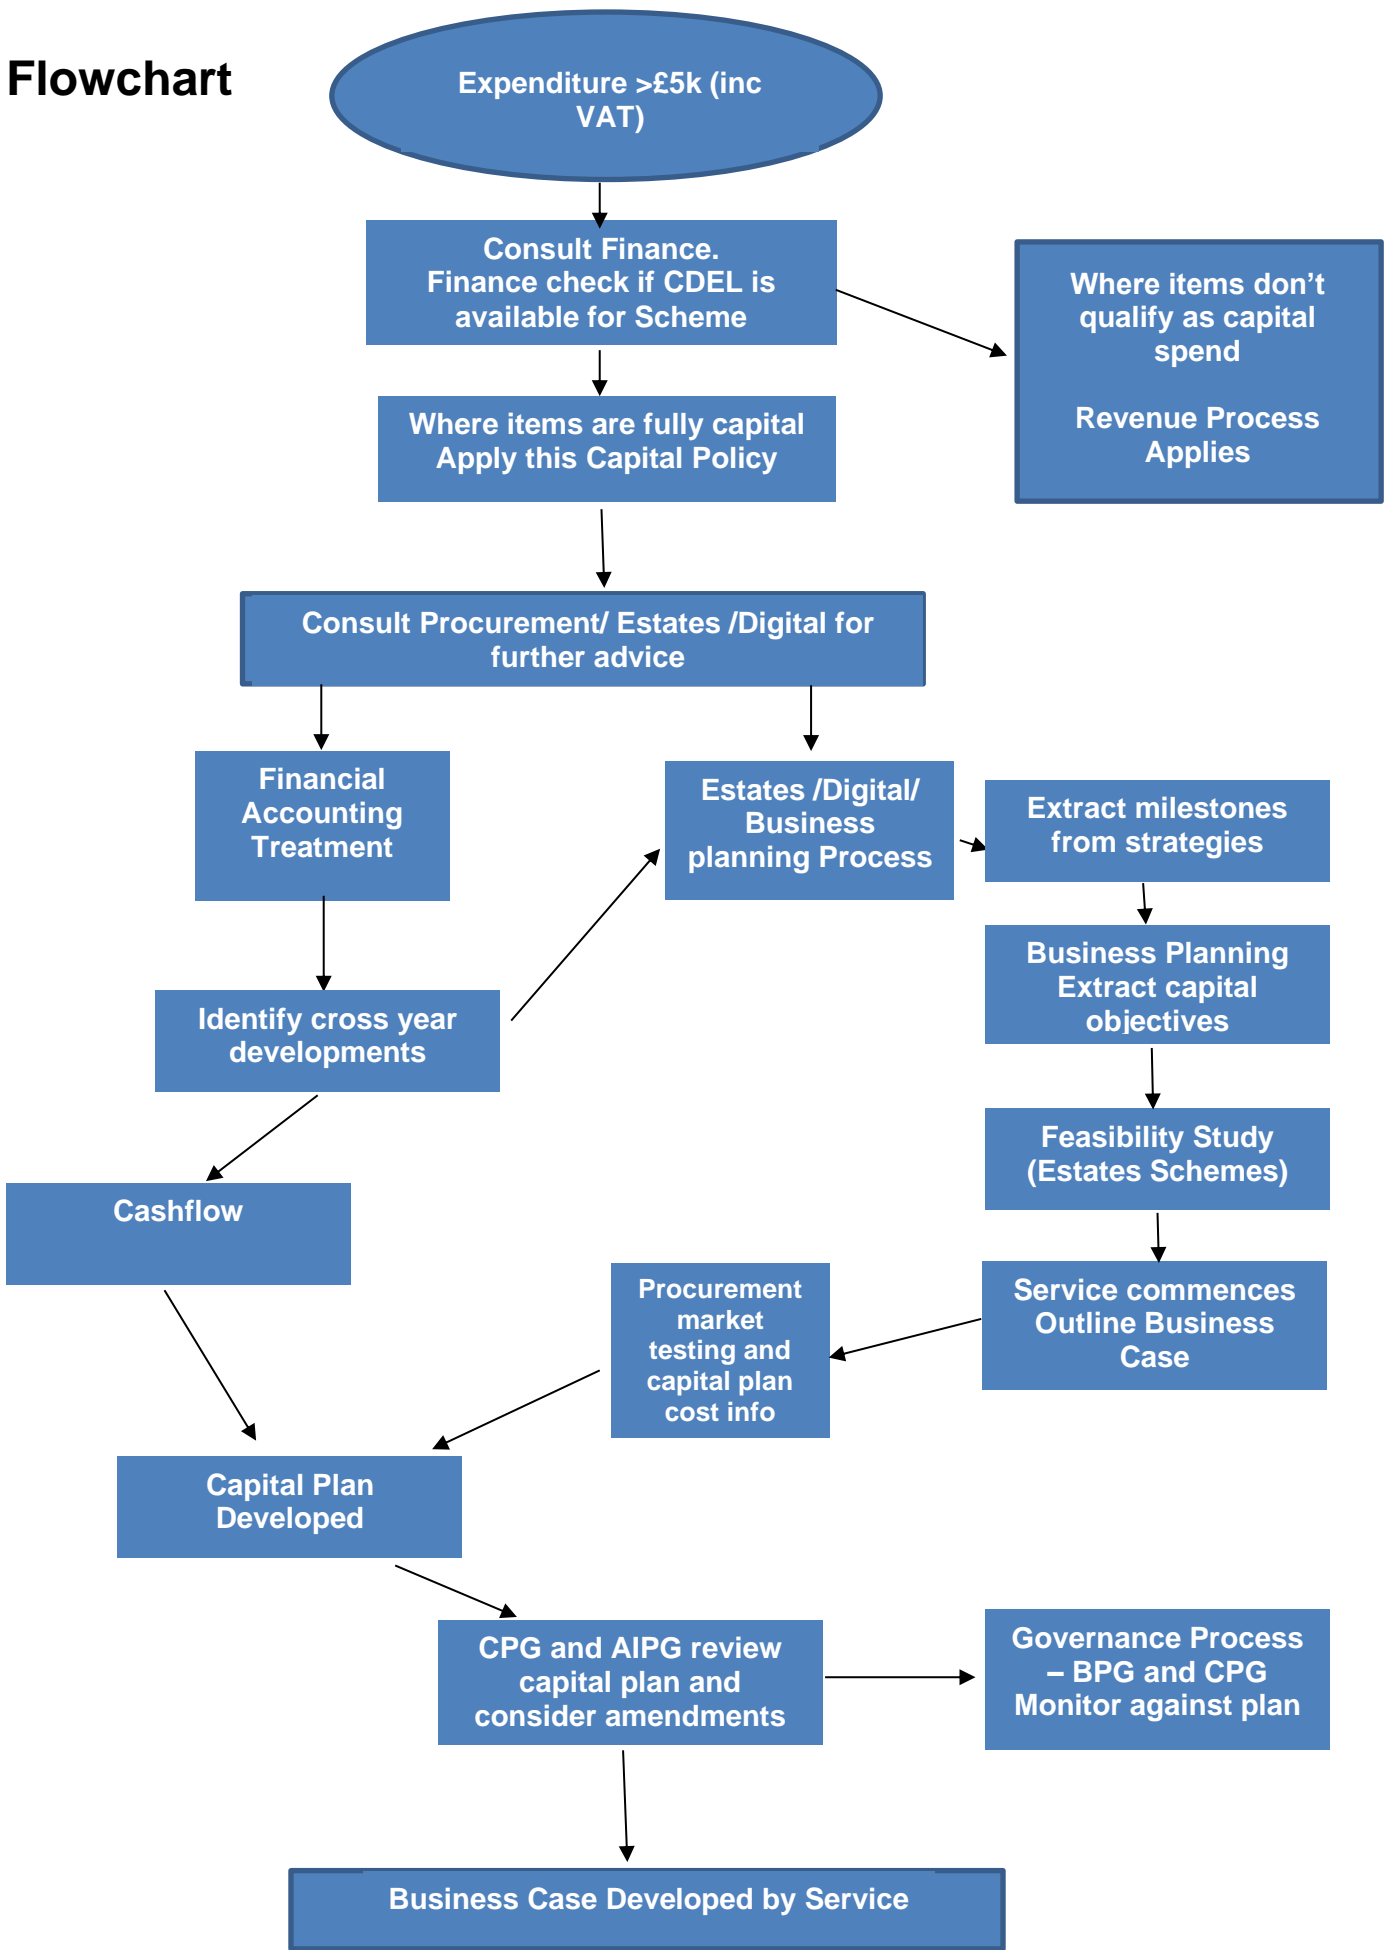 Flowchart
Expenditure >£5k (inc
VAT)
Consult Finance.
Finance check if CDEL is
available for Scheme
Where items don’t
qualify as capital
spend
Revenue Process
Applies
Where items are fully capital
Apply this Capital Policy
Consult Procurement/ Estates /Digital for
further advice
Financial
Accounting
Treatment
Estates /Digital/
Business
planning Process
Extract milestones
from strategies
Business Planning
Extract capital
objectives
Identify cross year
developments
Feasibility Study
(Estates Schemes)
Cashflow
Procurement
market
testing and
capital plan
cost info
Service commences
Outline Business
Case
Capital Plan
Developed
CPG and AIPG review
capital plan and
consider amendments
Governance Process
– BPG and CPG
Monitor against plan
Business Case Developed by Service